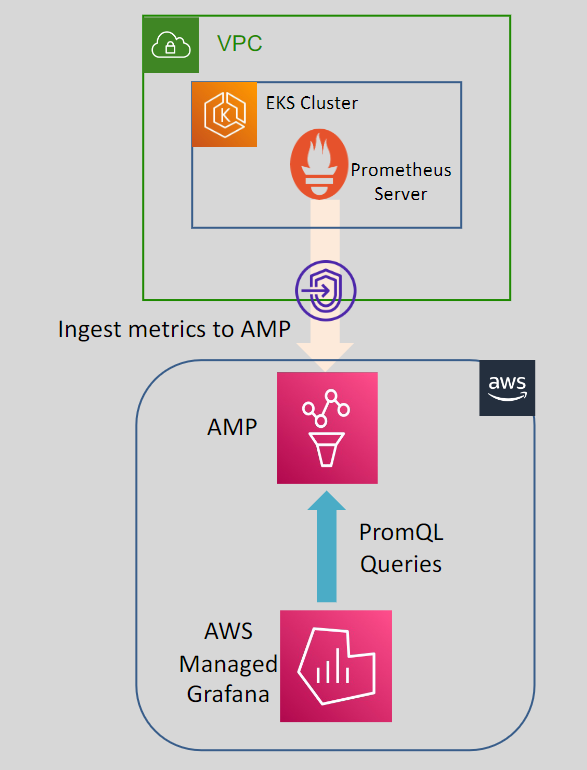 VPC
EKS Cluster
Prometheus
Server
Ingest metrics to AMP
aws
AMP
PromQL
Queries
AWS
Managed
Grafana